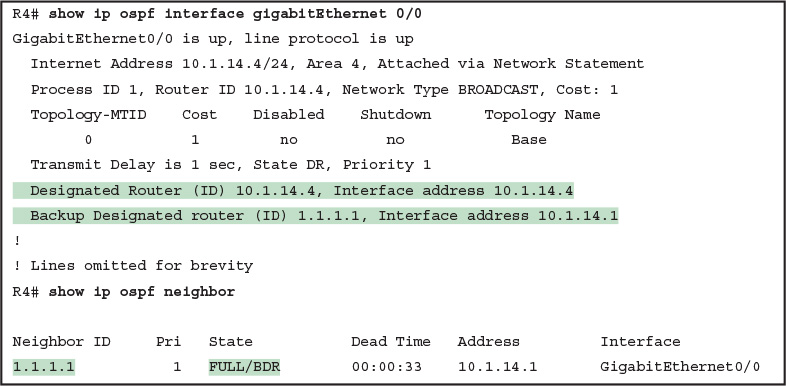 R4# show ip ospf interface gigabitEthernet 0/0
GigabitEthernet0/0 is up, line protocol is up
Internet Address 10.1.14.4/24, Area 4, Attached via Network Statement
Process ID 1, Router ID 10.1.14.4, Network Type BROADCAST, Cost: 1
Topology-MTID Cost Disabled Shutdown Topology Name
0 1 no no Base
Transmit Delay is 1 sec, State DR, Priority 1
Designated Router (ID) 10.1.14.4, Interface address 10.1.14.4
Backup Designated router (ID) 1.1.1.1, Interface address 10.1.14.1
!
! Lines omitted for brevity
R4# show ip ospf neighbor
Neighbor ID Pri State Dead Time Address Interface
1.1.1.1 1 FULL/BDR 00:00:33 10.1.14.1 GigabitEthernet0/0